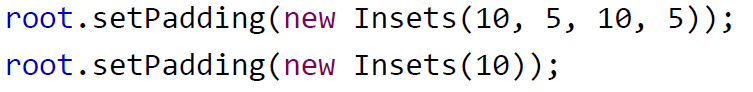 root.setPadding(new Insets(10, 5, 10, 5));
root.setPadding(new Insets(10));